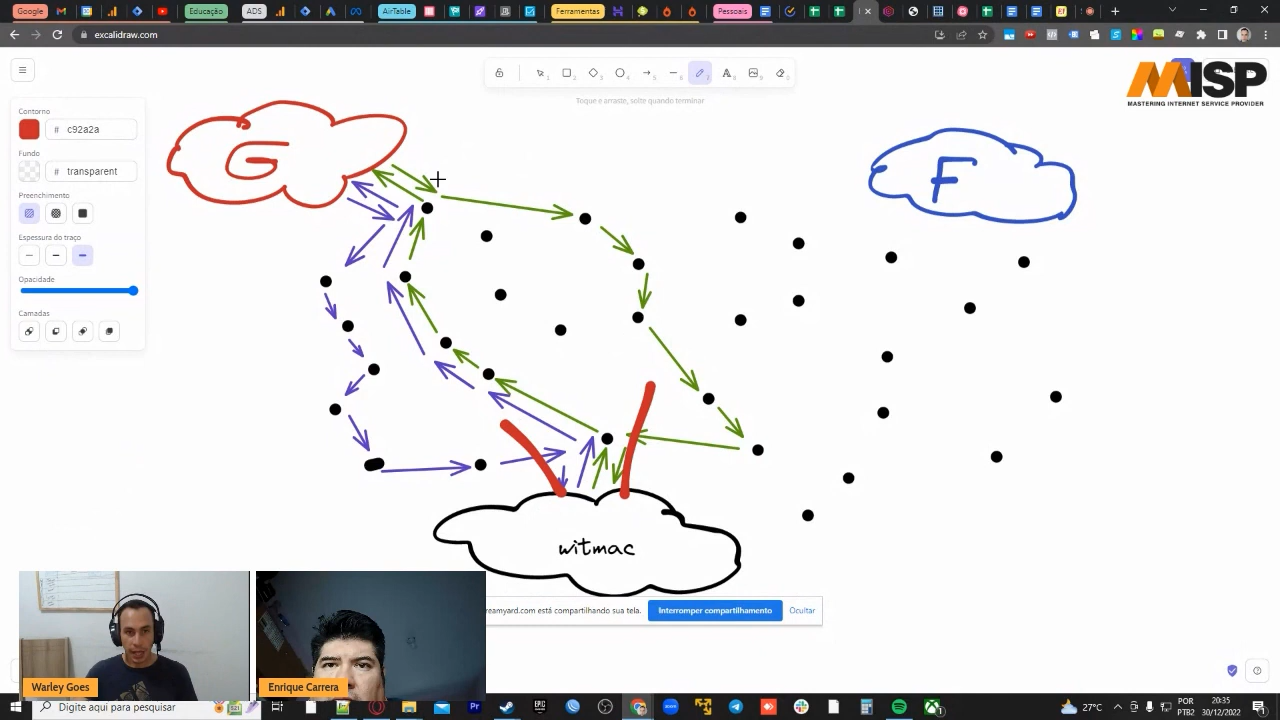 Google
Educação
ADS
AirTable
Ferramentas
Pessoais
excalidraw.com
Toque e arraste, solte quando terminar
MISP
MASTERING INTERNET SERVICE PROVIDER
Contorno
# c92a2a
Fundo
# transparent
Preenchimento
Espessura do traço
Opacidade
Camadas
G
F
witmac
reamyard.com está compartilhando sua tela.
Interromper compartilhamento
Ocultar
Warley Goes
Enrique Carrera
Digite aqui para pesquisar
27°C
POR
PTB2
20:35
30/12/2022